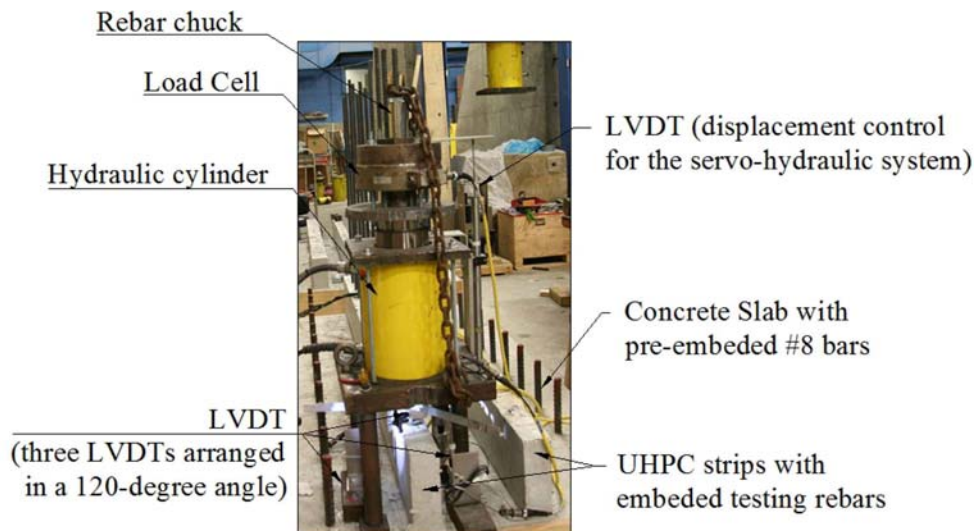 Rebar chuck
Load Cell
Hydraulic cylinder
LVDT
(three LVDTs arranged
in a 120-degree angle)
LVDT (displacement control
for the servo-hydraulic system)
Concrete Slab with
pre-embeded #8 bars
UHPC strips with
embeded testing rebars